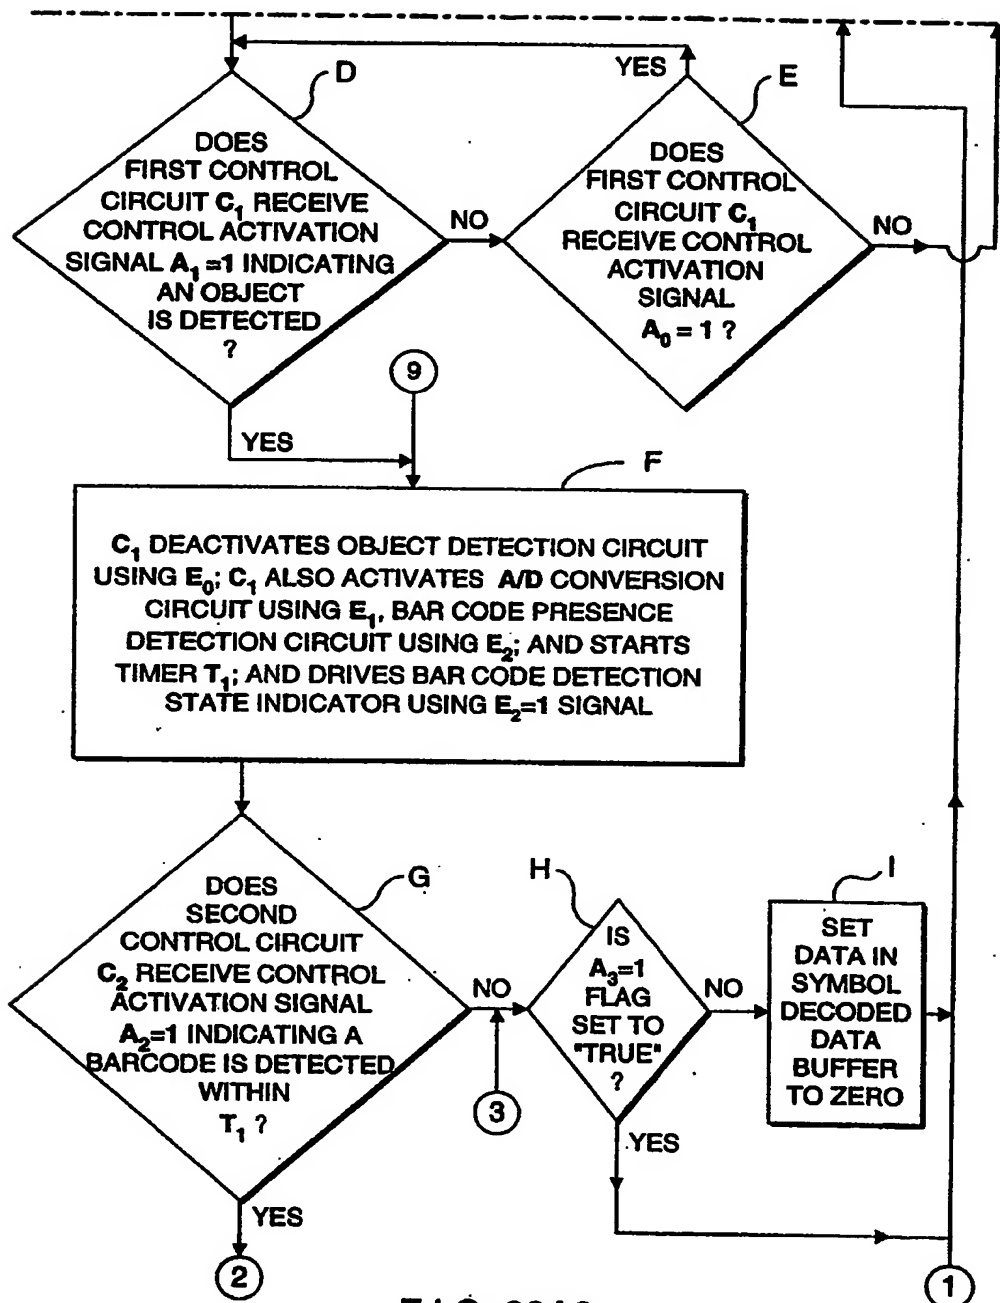 D
DOES
FIRST CONTROL
CIRCUIT C₁ RECEIVE
CONTROL ACTIVATION
SIGNAL A₁ =1 INDICATING
AN OBJECT
IS DETECTED
?
NO
YES
YES
E
DOES
FIRST CONTROL
CIRCUIT C₁
RECEIVE CONTROL
ACTIVATION
SIGNAL
A₀ = 1 ?
NO
9
F
C₁ DEACTIVATES OBJECT DETECTION CIRCUIT
USING E₀; C₁ ALSO ACTIVATES A/D CONVERSION
CIRCUIT USING E₁, BAR CODE PRESENCE
DETECTION CIRCUIT USING E₂; AND STARTS
TIMER T₁; AND DRIVES BAR CODE DETECTION
STATE INDICATOR USING E₂=1 SIGNAL
G
DOES
SECOND
CONTROL CIRCUIT
C₂ RECEIVE CONTROL
ACTIVATION SIGNAL
A₂=1 INDICATING A
BARCODE IS DETECTED
WITHIN
T₁ ?
NO
YES
2
3
H
IS
A₃=1
FLAG
SET TO
"TRUE"
?
NO
YES
I
SET
DATA IN
SYMBOL
DECODED
DATA
BUFFER
TO ZERO
1